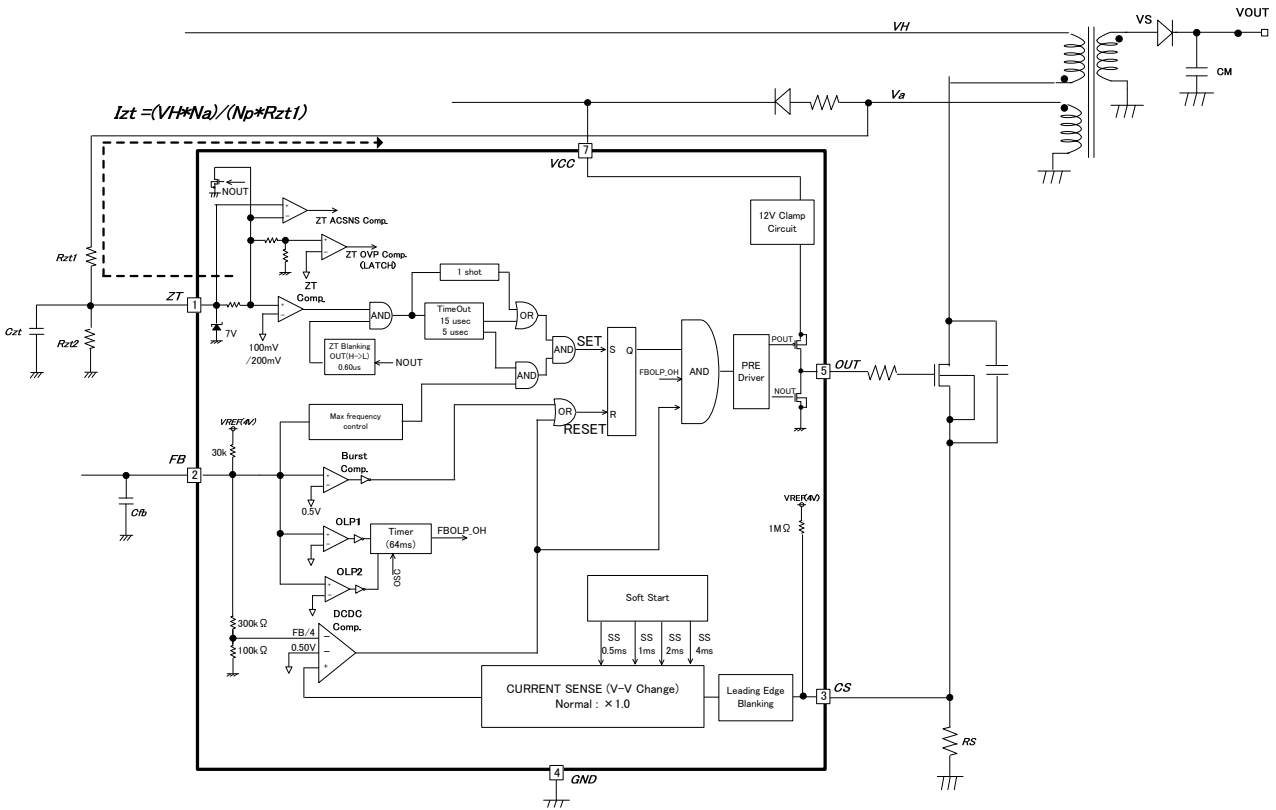 VS
VOUT
VH
CM
Izt =(VH*Na)/(Np*Rzt1)
Va
7
VCC
NOUT
12V Clamp
Circuit
ZT ACSNS Comp.
ZT OVP Comp.
(LATCH)
Rzt1
1 shot
ZT
Comp.
ZT
1
TimeOut
15 usec
5 usec
AND
OR
Czt
Rzt2
7V
100mV
/200mV
ZT Blanking
OUT(H->L)
0.60us
NOUT
AND
SET
S
Q
POUT
PRE
Driver
AND
FBOLP_OH
5
OUT
AND
NOUT
Max frequency
control
OR
R
RESET
VREF(4V)
30k
FB
2
Burst
Comp.
0.5V
Cfb
VREF(4V)
1MΩ
OLP1
Timer
(64ms)
FBOLP_OH
OLP2
OSC
Soft Start
DCDC
Comp.
300kΩ
FB/4
0.50V
100kΩ
SS
0.5ms
SS
1ms
SS
2ms
SS
4ms
CURRENT SENSE (V-V Change)
Normal : ×1.0
Leading Edge
Blanking
3
CS
RS
4
GND